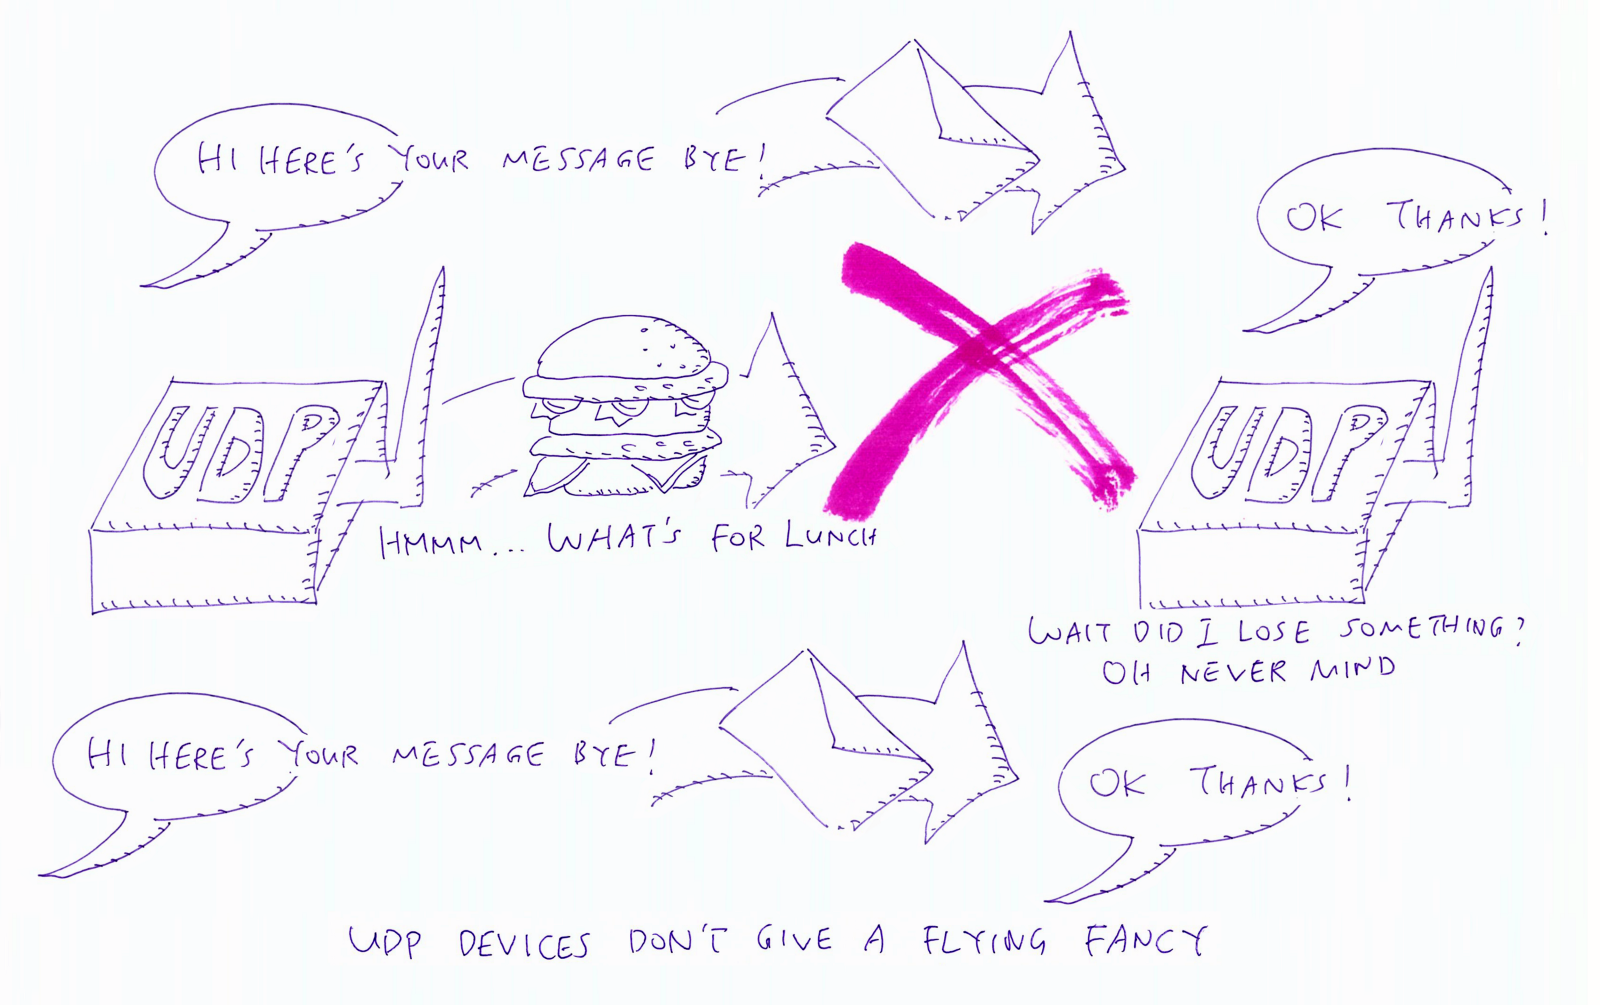 HI HERE'S YOUR MESSAGE BYE!
OK THANKS!
UDP
UDP
HMMM... WHAT'S FOR LUNCH
WAIT DID I LOSE SOMETHING?
OH NEVER MIND
HI HERE'S YOUR MESSAGE BYE!
OK THANKS!
UDP DEVICES DON'T GIVE A FLYING FANCY